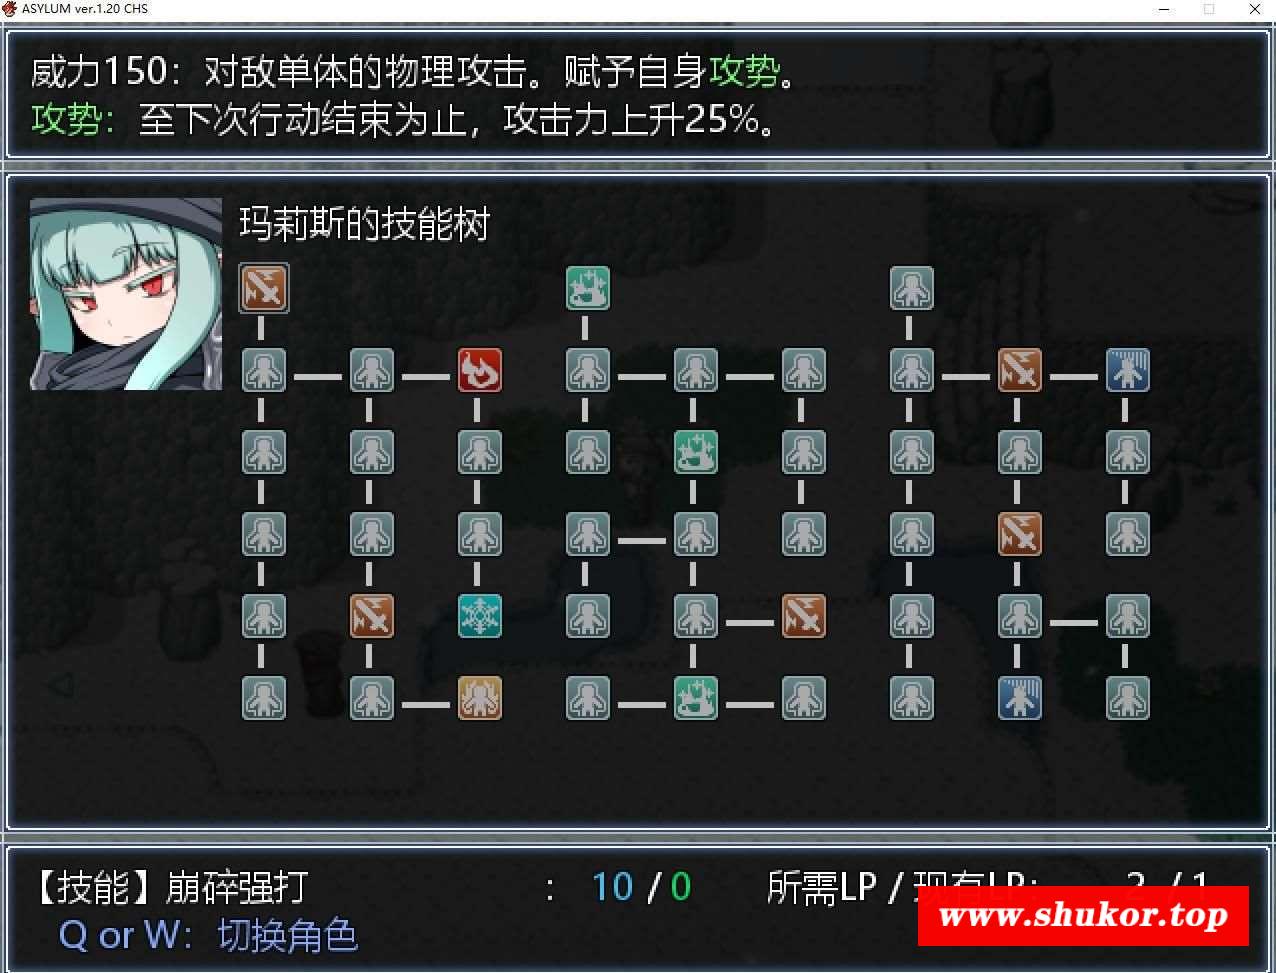 ASYLUM ver.1.20 CHS
威力150：对敌单体的物理攻击。赋予自身攻势。
攻势：至下次行动结束为止，攻击力上升25%。
玛莉斯的技能树
【技能】崩碎强打 ： 10 / 0 所需LP / 现有LP： 2 / 1
Q or W：切换角色
www.shukor.top